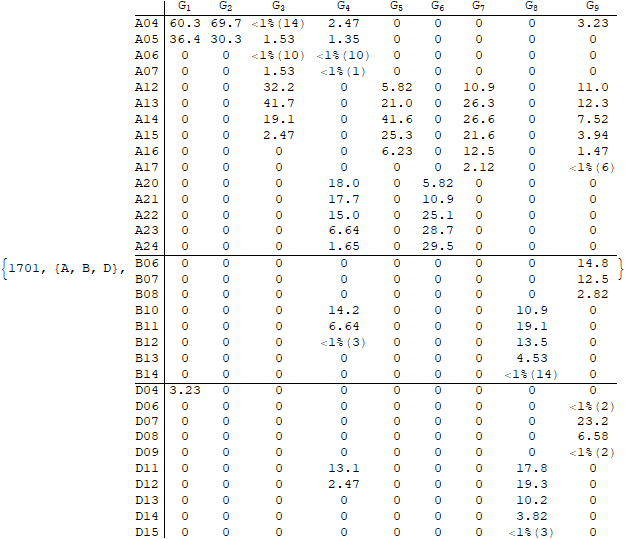 G1 G2 G3 G4 G5 G6 G7 G8 G9
A04 60.3 69.7 <1%(14) 2.47 0 0 0 0 3.23
A05 36.4 30.3 1.53 1.35 0 0 0 0 0
A06 0 0 <1%(10) <1%(10) 0 0 0 0 0
A07 0 0 1.53 <1%(1) 0 0 0 0 0
A12 0 0 32.2 0 5.82 0 10.9 0 11.0
A13 0 0 41.7 0 21.0 0 26.3 0 12.3
A14 0 0 19.1 0 41.6 0 26.6 0 7.52
A15 0 0 2.47 0 25.3 0 21.6 0 3.94
A16 0 0 0 0 6.23 0 12.5 0 1.47
A17 0 0 0 0 0 0 2.12 0 <1%(6)
A20 0 0 0 18.0 0 5.82 0 0 0
A21 0 0 0 17.7 0 10.9 0 0 0
A22 0 0 0 15.0 0 25.1 0 0 0
A23 0 0 0 6.64 0 28.7 0 0 0
A24 0 0 0 1.65 0 29.5 0 0 0
{1701, {A, B, D}, B06 0 0 0 0 0 0 0 0 14.8 }
B07 0 0 0 0 0 0 0 0 12.5
B08 0 0 0 0 0 0 0 0 2.82
B10 0 0 0 14.2 0 0 0 10.9 0
B11 0 0 0 6.64 0 0 0 19.1 0
B12 0 0 0 <1%(3) 0 0 0 13.5 0
B13 0 0 0 0 0 0 0 4.53 0
B14 0 0 0 0 0 0 0 <1%(14) 0
D04 3.23 0 0 0 0 0 0 0 0
D06 0 0 0 0 0 0 0 0 <1%(2)
D07 0 0 0 0 0 0 0 0 23.2
D08 0 0 0 0 0 0 0 0 6.58
D09 0 0 0 0 0 0 0 0 <1%(2)
D11 0 0 0 13.1 0 0 0 17.8 0
D12 0 0 0 2.47 0 0 0 19.3 0
D13 0 0 0 0 0 0 0 10.2 0
D14 0 0 0 0 0 0 0 3.82 0
D15 0 0 0 0 0 0 0 <1%(3) 0